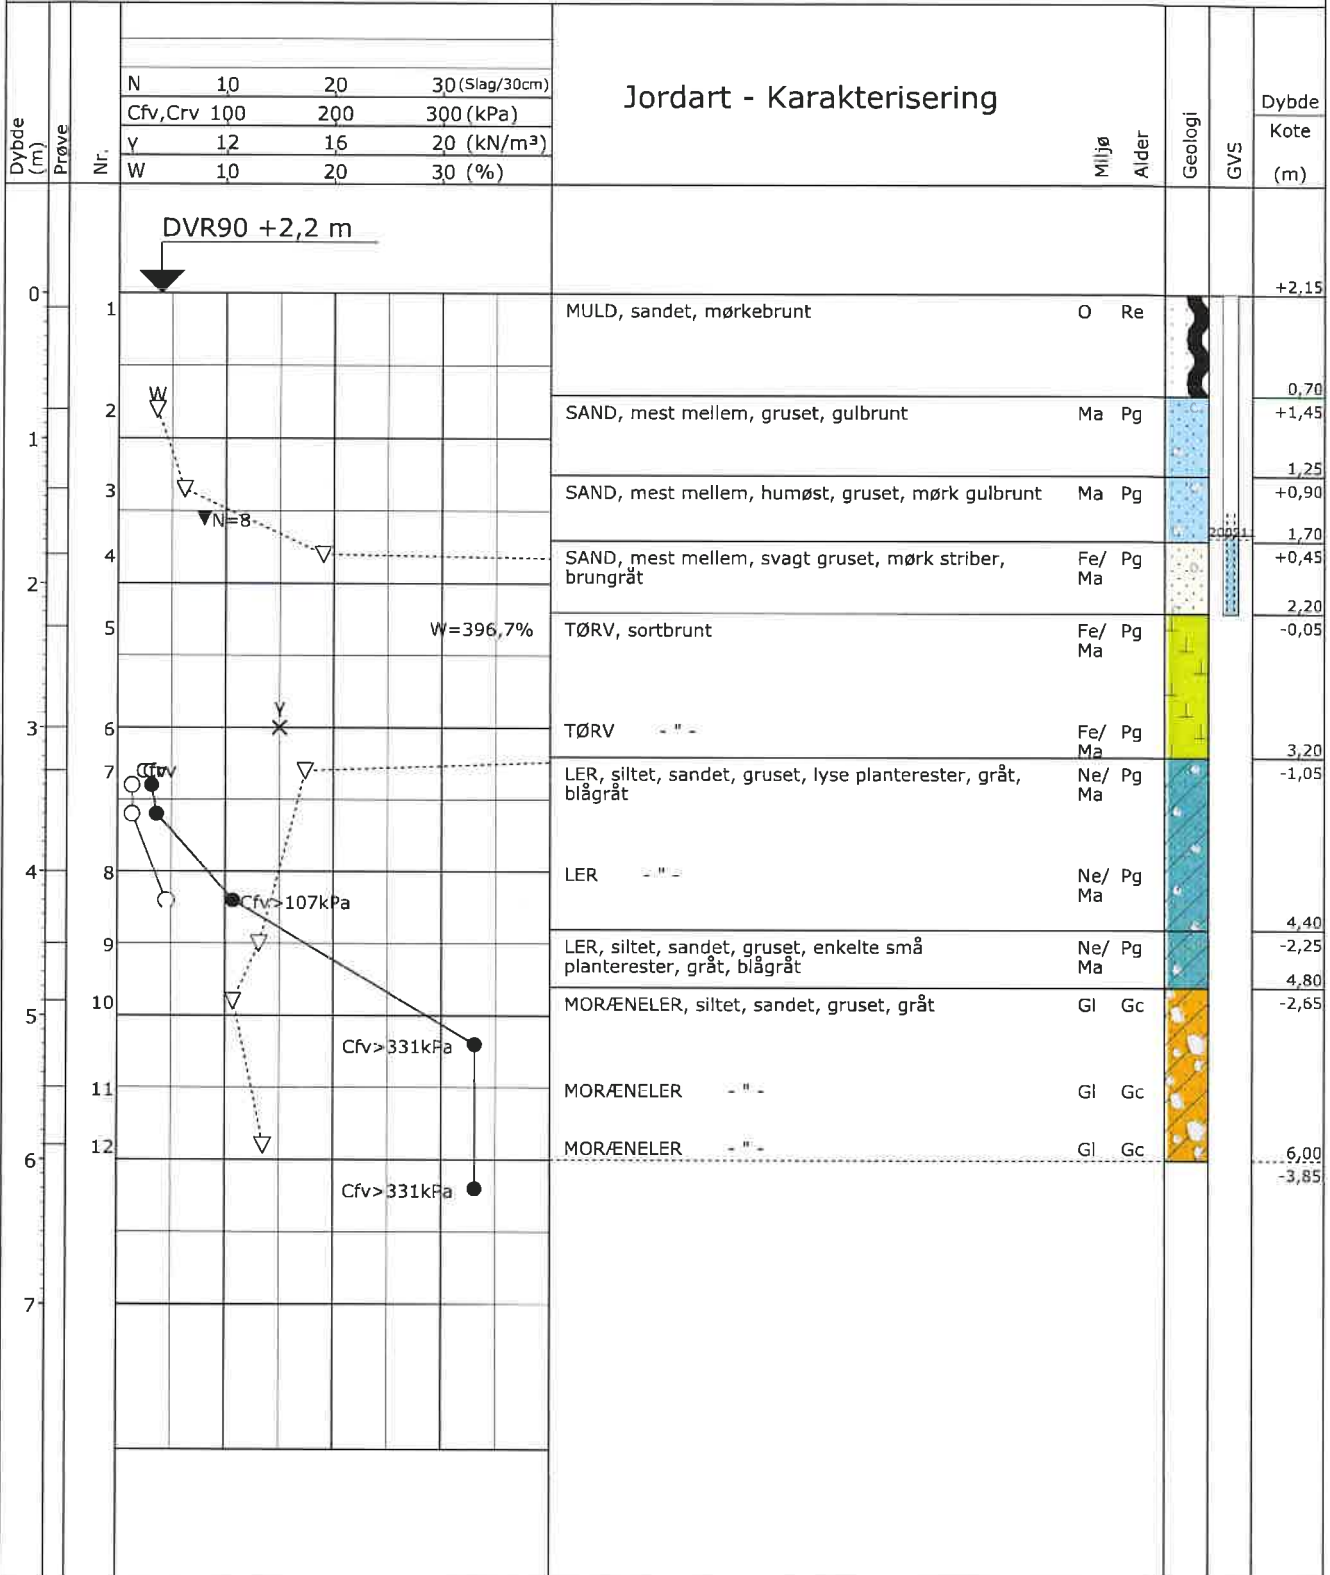 N 10 20 30 (Slag/30cm)
Cfv,Crv 100 200 300 (kPa)
γ 12 16 20 (kN/m³)
W 10 20 30 (%)
Dybde (m)
Prøve
Nr.
Jordart - Karakterisering
Miljø
Alder
Geologi
GVS
Dybde
Kote
(m)
DVR90 +2,2 m
+2,15
0 1 MULD, sandet, mørkebrunt O Re
0,70
W
2 SAND, mest mellem, gruset, gulbrunt Ma Pg +1,45
1
1,25
3 SAND, mest mellem, humøst, gruset, mørk gulbrunt Ma Pg +0,90
N=8
1,70
4 SAND, mest mellem, svagt gruset, mørk striber, Fe/ Pg +0,45
brungråt Ma
2
2,20
5 W=396,7% TØRV, sortbrunt Fe/ Pg -0,05
Ma
γ
3 6 TØRV - " - Fe/ Pg
Ma
3,20
7 LER, siltet, sandet, gruset, lyse planterester, gråt, Ne/ Pg -1,05
blågråt Ma
4 8 LER - " - Ne/ Pg
Ma
Cfv>107kPa
4,40
9 LER, siltet, sandet, gruset, enkelte små Ne/ Pg -2,25
planterester, gråt, blågråt Ma
4,80
10 MORÆNELER, siltet, sandet, gruset, gråt Gl Gc -2,65
5
Cfv>331kPa
11 MORÆNELER - " - Gl Gc
12 MORÆNELER - " - Gl Gc
6 6,00
-3,85
Cfv>331kPa
7